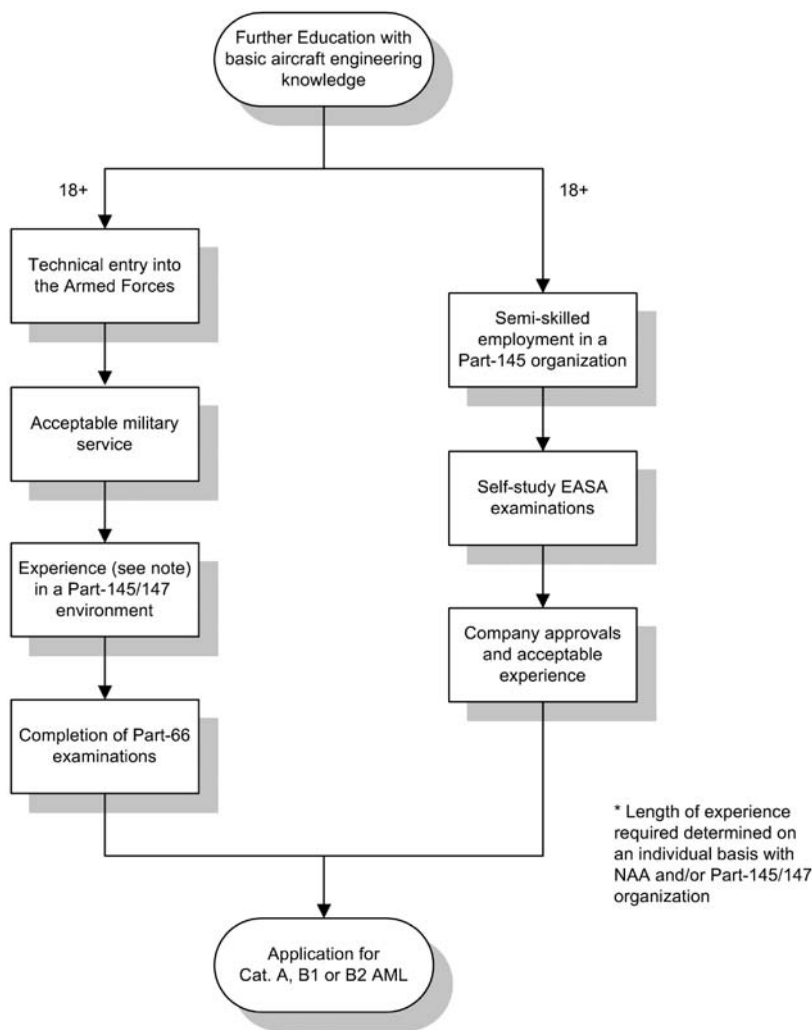 Further Education with
basic aircraft engineering
knowledge
18+
18+
Technical entry into
the Armed Forces
Semi-skilled
employment in a
Part-145 organization
Acceptable military
service
Self-study EASA
examinations
Experience (see note)
in a Part-145/147
environment
Company approvals
and acceptable
experience
Completion of Part-66
examinations
* Length of experience
required determined on
an individual basis with
NAA and/or Part-145/147
organization
Application for
Cat. A, B1 or B2 AML